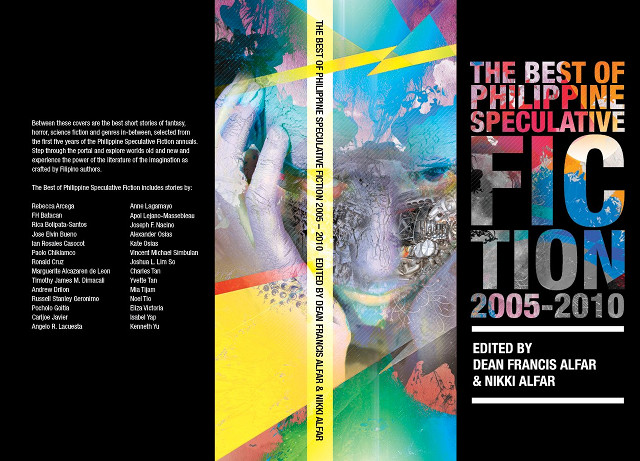 Between these covers are the best short stories of fantasy,
horror, science fiction and genres in-between, selected from
the first five years of the Philippine Speculative Fiction annuals.
Step through the portal and explore worlds old and new and
experience the power of the literature of the imagination as
crafted by Filipino authors.
The Best of Philippine Speculative Fiction includes stories by:
Rebecca Arcega
FH Batacan
Rica Bolipata-Santos
Jose Elvin Bueno
Ian Rosales Casocot
Paolo Chikiamco
Ronald Cruz
Marguerite Alcazaren de Leon
Timothy James M. Dimacali
Andrew Drilon
Russell Stanley Geronimo
Pocholo Goitia
Carljoe Javier
Angelo R. Lacuesta
Anne Lagamayo
Apol Lejano-Massebieau
Joseph F. Nacino
Alexander Osias
Kate Osias
Vincent Michael Simbulan
Joshua L. Lim So
Charles Tan
Yvette Tan
Mia Tijam
Noel Tio
Eliza Victoria
Isabel Yap
Kenneth Yu
THE BEST OF PHILIPPINE SPECULATIVE FICTION 2005 – 2010 EDITED BY DEAN FRANCIS ALFAR & NIKKI ALFAR
THE BEST OF
PHILIPPINE
SPECULATIVE
FIC
TION
2005-2010
EDITED BY
DEAN FRANCIS ALFAR
& NIKKI ALFAR